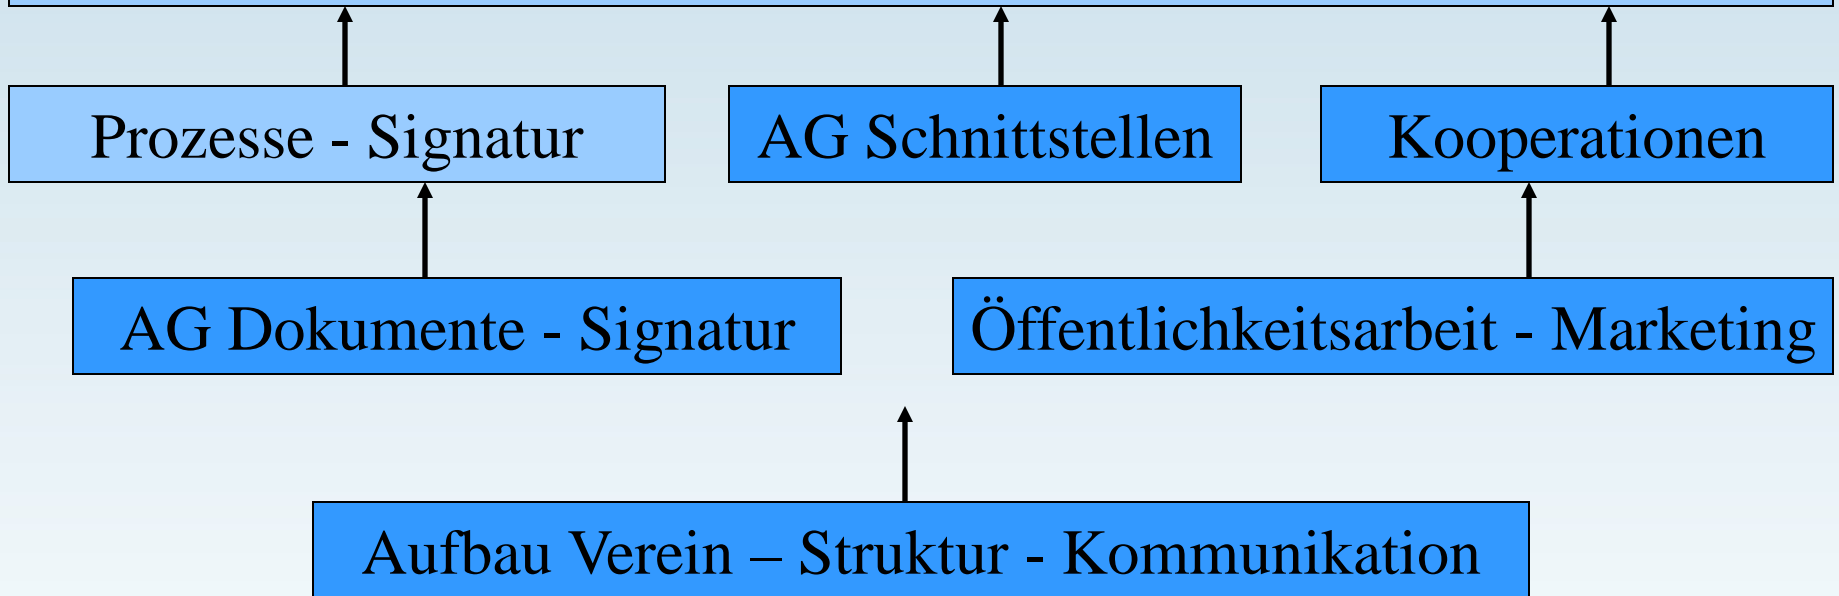 Prozesse - Signatur
AG Schnittstellen
Kooperationen
AG Dokumente - Signatur
Öffentlichkeitsarbeit - Marketing
Aufbau Verein – Struktur - Kommunikation